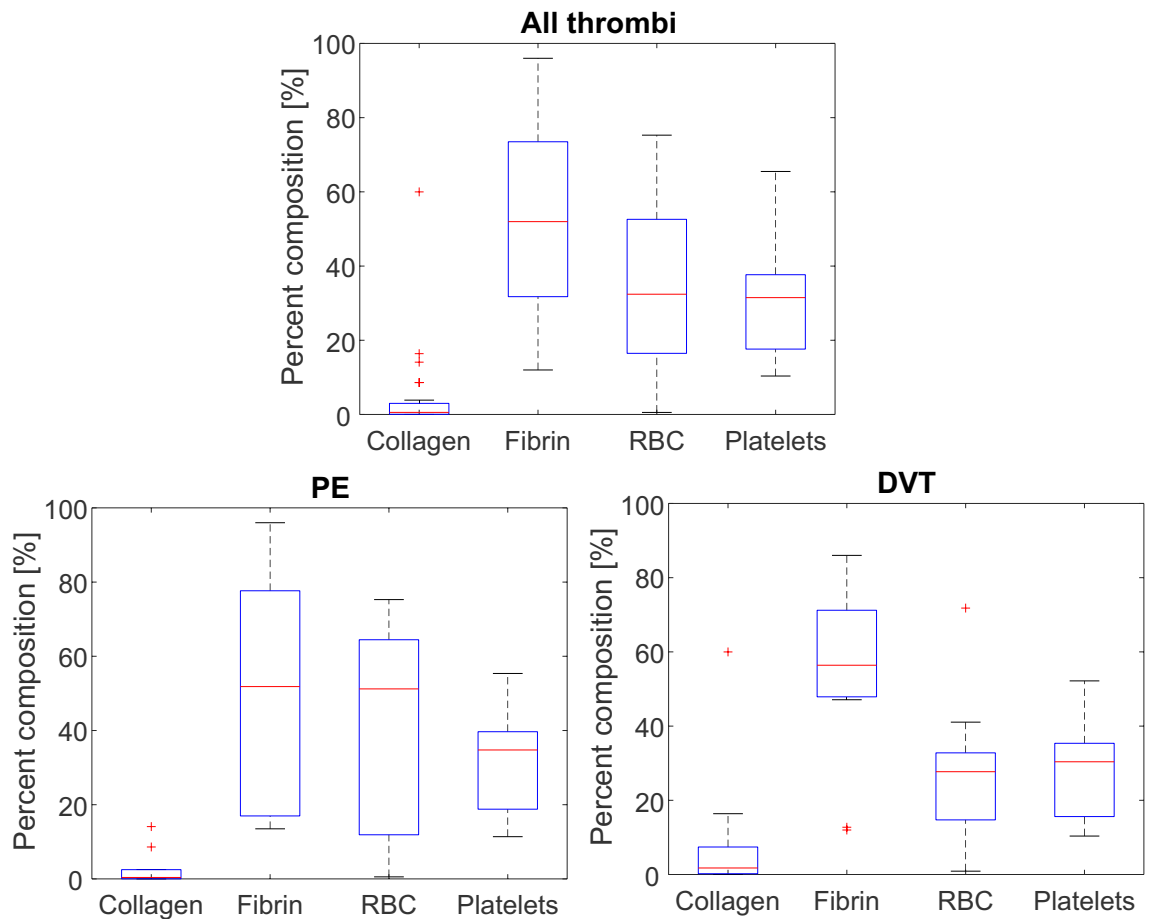 All thrombi
Percent composition [%]
100
80
60
40
20
0
Collagen Fibrin RBC Platelets
PE
Percent composition [%]
100
80
60
40
20
0
Collagen Fibrin RBC Platelets
DVT
Percent composition [%]
100
80
60
40
20
0
Collagen Fibrin RBC Platelets